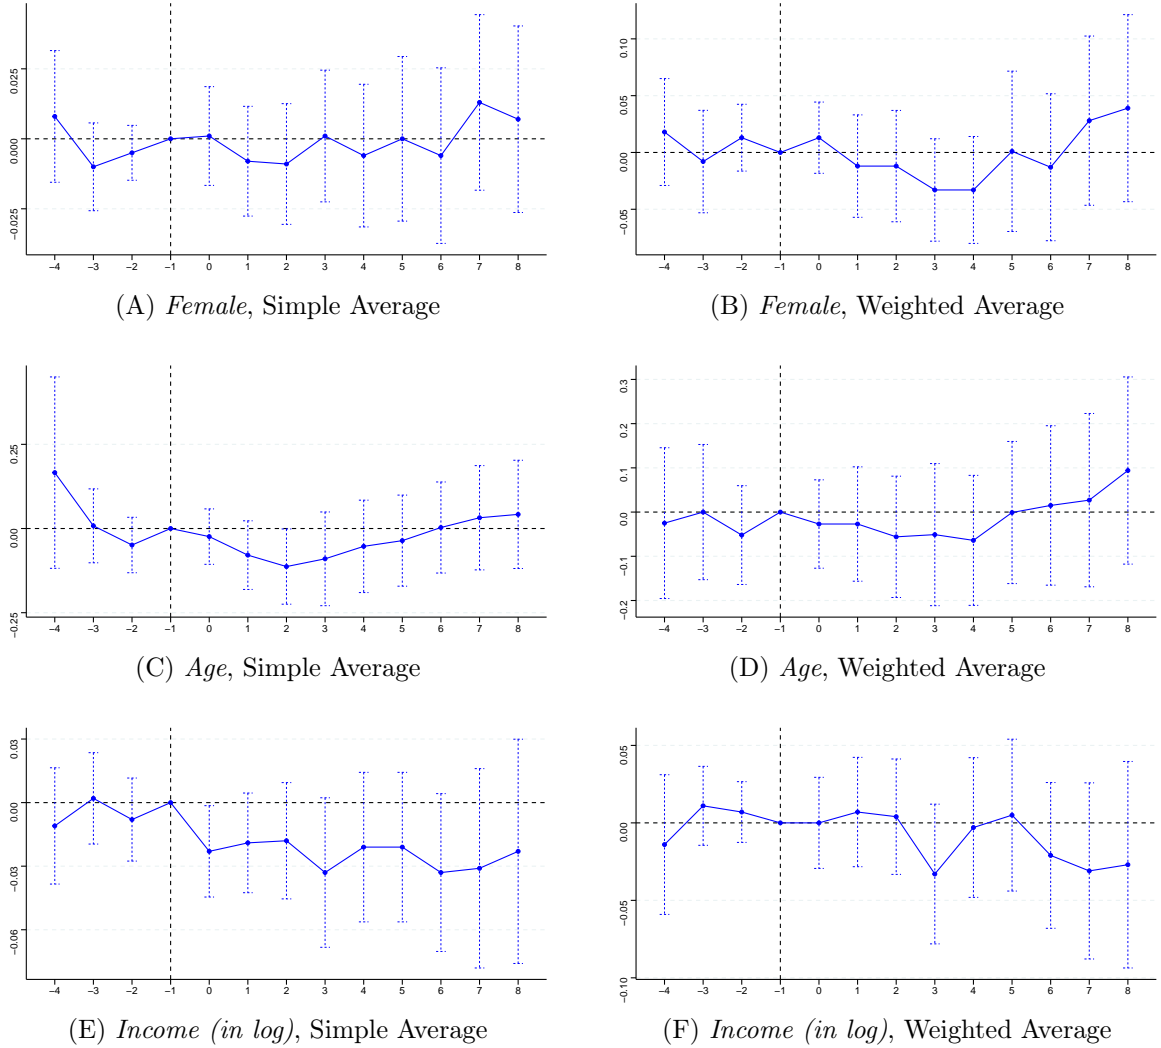 0.025
0.000
−0.025
−4 −3 −2 −1 0 1 2 3 4 5 6 7 8
(A) Female, Simple Average
0.10
0.05
0.00
−0.05
−4 −3 −2 −1 0 1 2 3 4 5 6 7 8
(B) Female, Weighted Average
0.25
0.00
−0.25
−4 −3 −2 −1 0 1 2 3 4 5 6 7 8
(C) Age, Simple Average
0.3
0.2
0.1
0.0
−0.1
−0.2
−4 −3 −2 −1 0 1 2 3 4 5 6 7 8
(D) Age, Weighted Average
0.03
0.00
−0.03
−0.06
−4 −3 −2 −1 0 1 2 3 4 5 6 7 8
(E) Income (in log), Simple Average
0.05
0.00
−0.05
−0.10
−4 −3 −2 −1 0 1 2 3 4 5 6 7 8
(F) Income (in log), Weighted Average